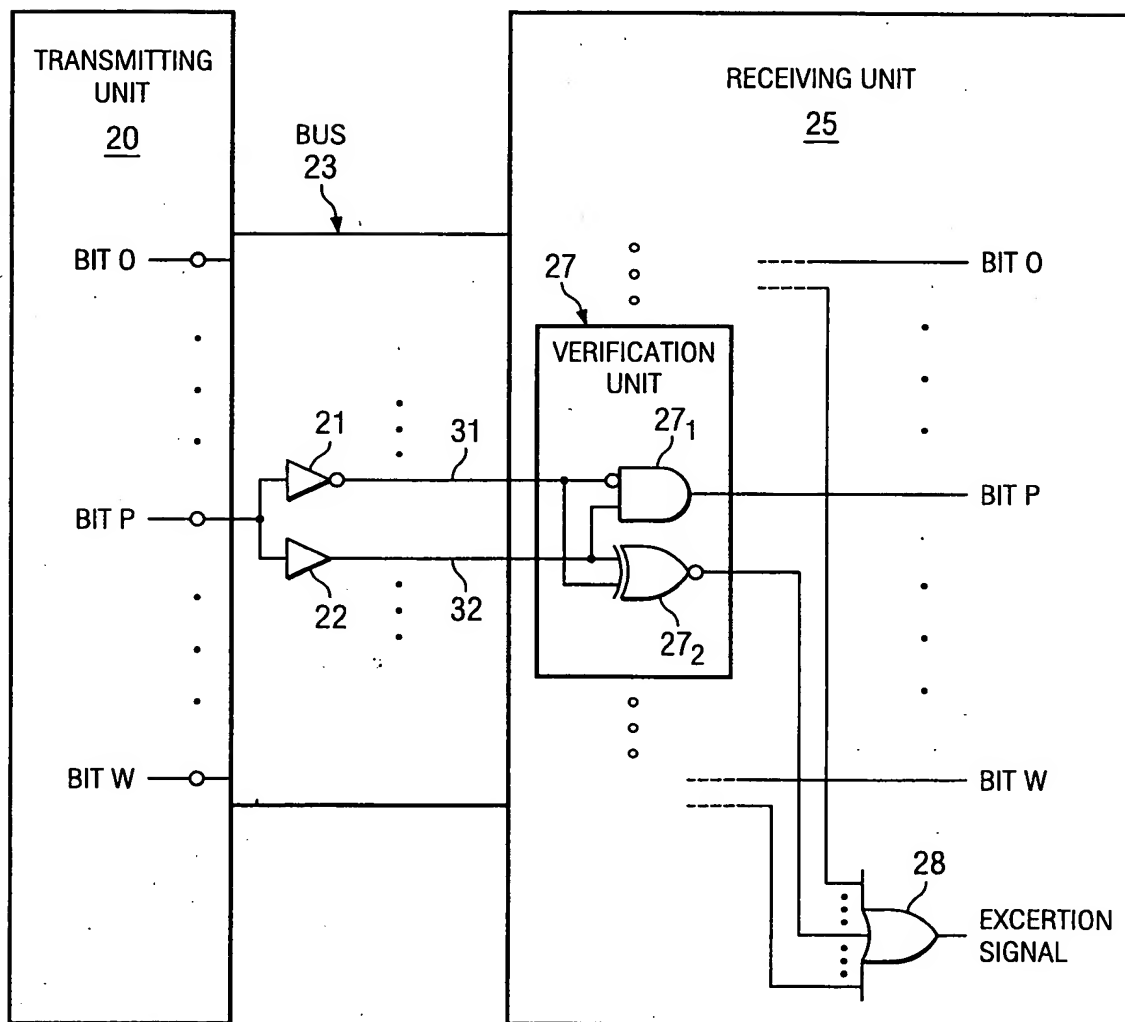 TRANSMITTING
UNIT
20
BUS
23
RECEIVING UNIT
25
BIT O
BIT O
27
VERIFICATION
UNIT
21
31
27₁
BIT P
BIT P
22
32
27₂
BIT W
BIT W
28
EXCERTION
SIGNAL